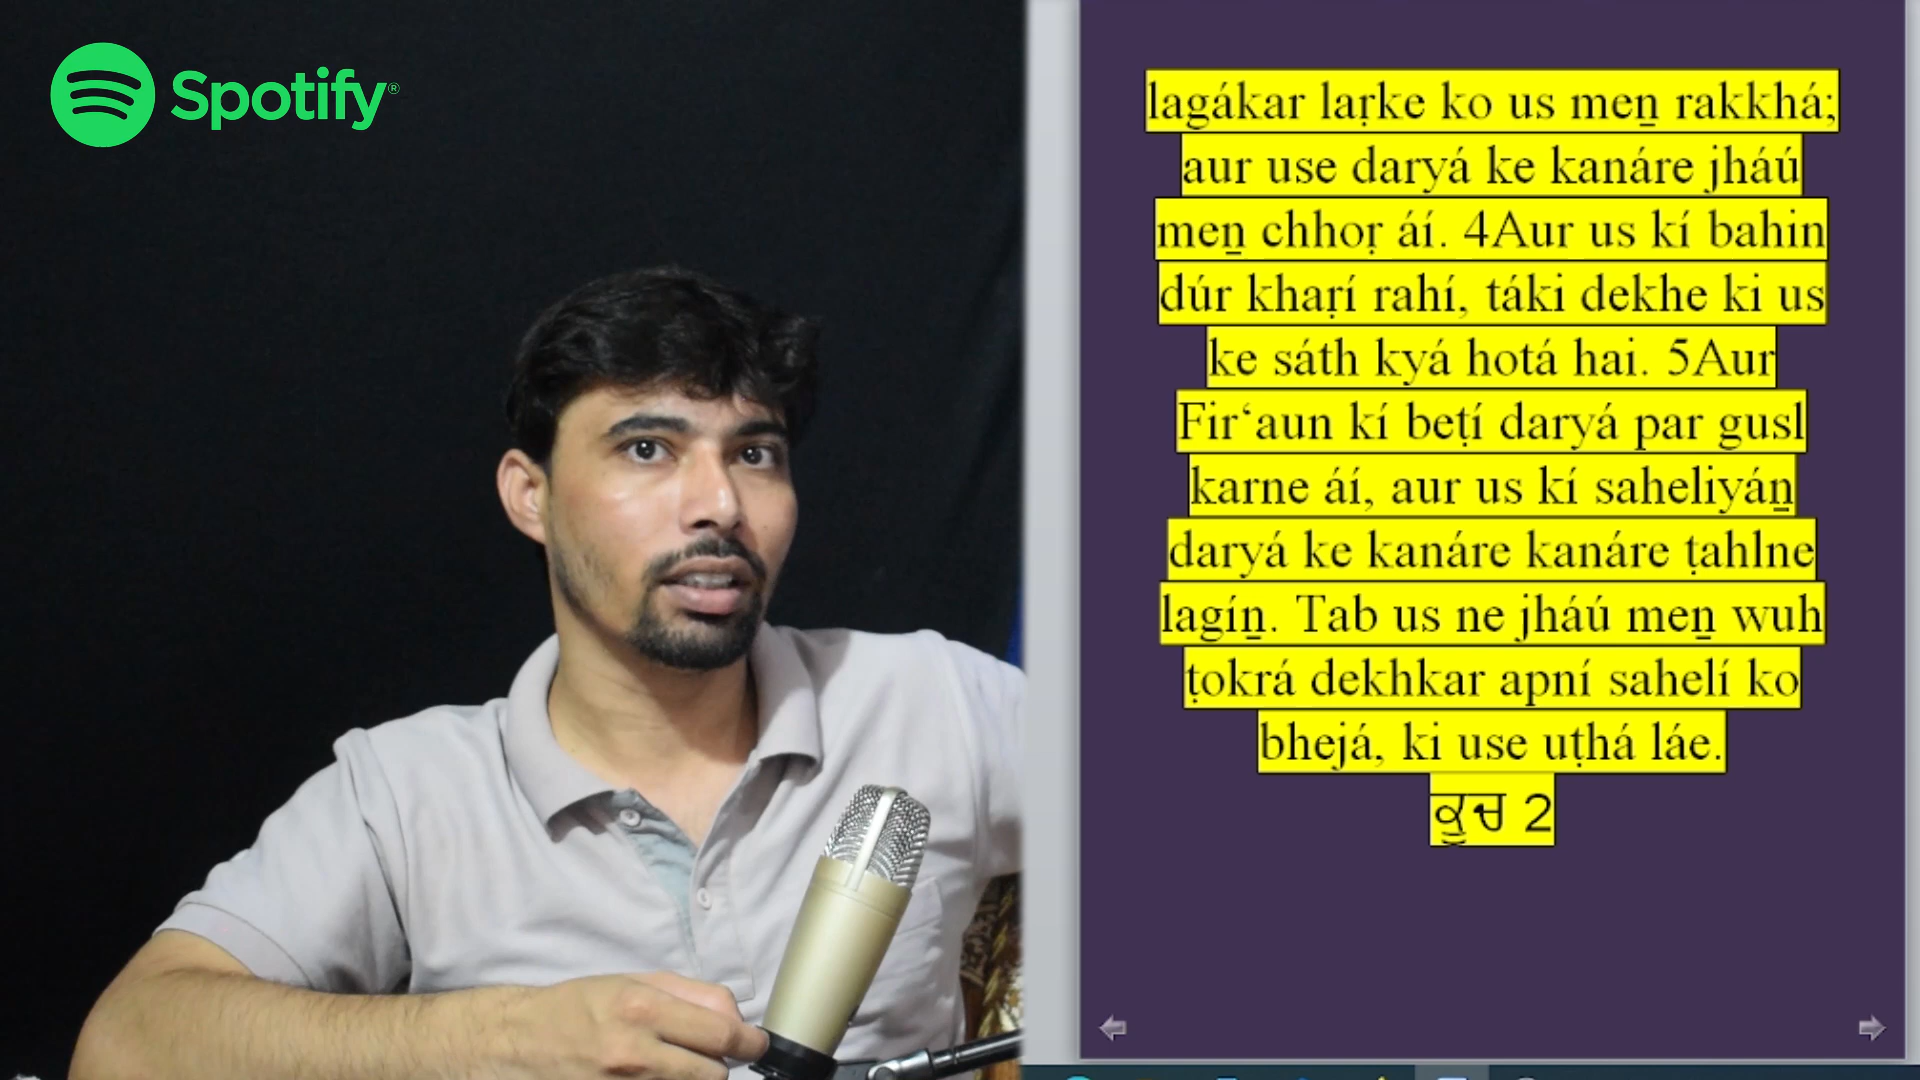 Spotify®
lagákar laṛke ko us meṉ rakkhá;
aur use daryá ke kanáre jháú
meṉ chhoṛ áí. 4Aur us kí bahin
dúr khaṛí rahí, táki dekhe ki us
ke sáth kyá hotá hai. 5Aur
Fir‘aun kí beṭí daryá par gusl
karne áí, aur us kí saheliyáṉ
daryá ke kanáre kanáre ṭahlne
lagíṉ. Tab us ne jháú meṉ wuh
ṭokrá dekhkar apní sahelí ko
bhejá, ki use uṭhá láe.
ਕੂਚ 2